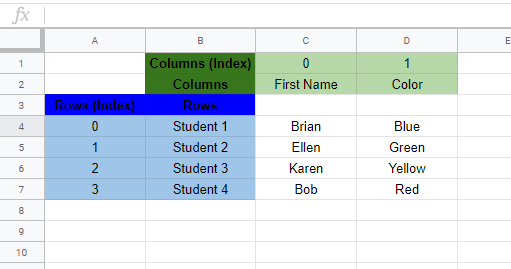 fx
A B C D E
1 Columns (Index) 0 1
2 Columns First Name Color
3 Rows (Index) Rows
4 0 Student 1 Brian Blue
5 1 Student 2 Ellen Green
6 2 Student 3 Karen Yellow
7 3 Student 4 Bob Red
8
9
10